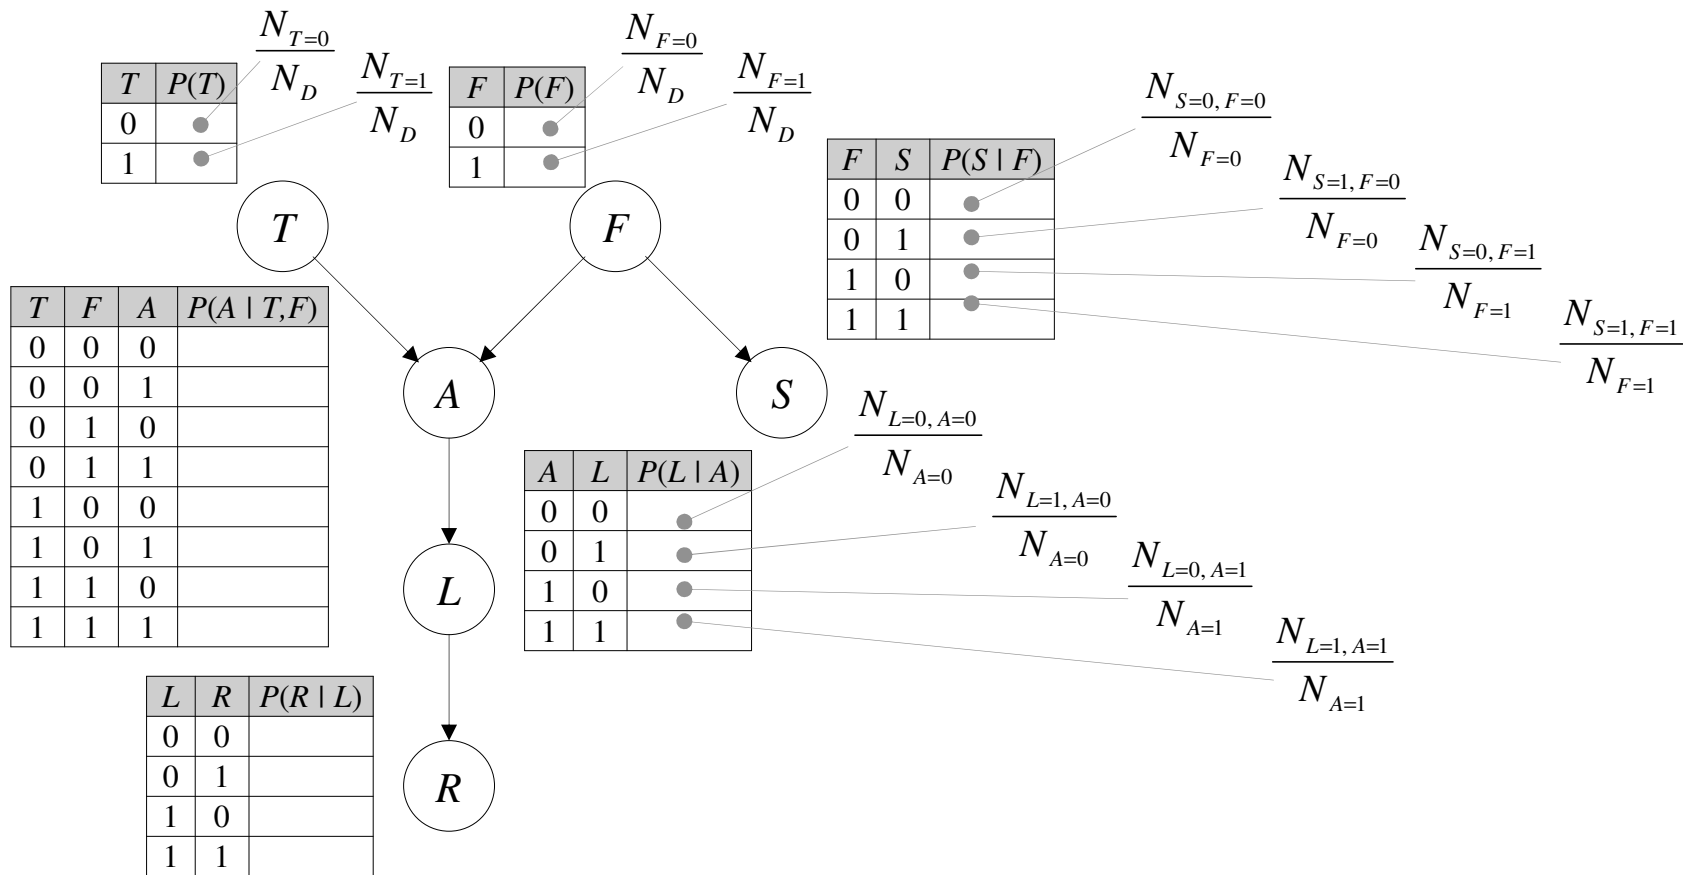 N_{T=0} / N_D
N_{T=1} / N_D
T P(T)
0
1
N_{F=0} / N_D
N_{F=1} / N_D
F P(F)
0
1
N_{S=0, F=0} / N_{F=0}
N_{S=1, F=0} / N_{F=0}
N_{S=0, F=1} / N_{F=1}
N_{S=1, F=1} / N_{F=1}
F S P(S | F)
0 0
0 1
1 0
1 1
T
F
T F A P(A | T,F)
0 0 0
0 0 1
0 1 0
0 1 1
1 0 0
1 0 1
1 1 0
1 1 1
A
S
N_{L=0, A=0} / N_{A=0}
N_{L=1, A=0} / N_{A=0}
N_{L=0, A=1} / N_{A=1}
N_{L=1, A=1} / N_{A=1}
A L P(L | A)
0 0
0 1
1 0
1 1
L
L R P(R | L)
0 0
0 1
1 0
1 1
R